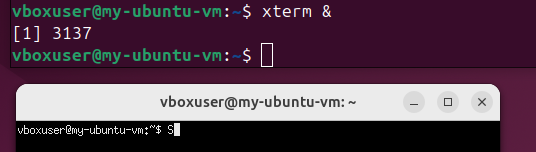 vboxuser@my-ubuntu-vm:~$ xterm &
[1] 3137
vboxuser@my-ubuntu-vm:~$
vboxuser@my-ubuntu-vm: ~
vboxuser@my-ubuntu-vm:~$ S